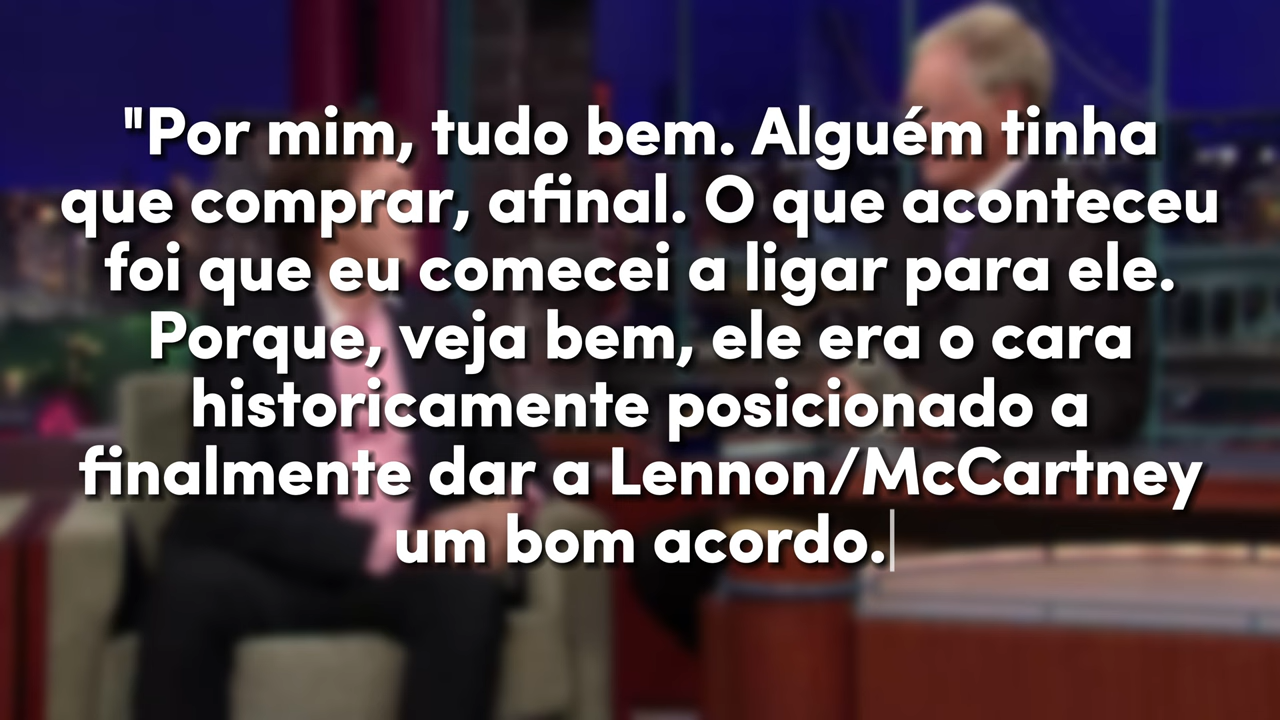 "Por mim, tudo bem. Alguém tinha
que comprar, afinal. O que aconteceu
foi que eu comecei a ligar para ele.
Porque, veja bem, ele era o cara
historicamente posicionado a
finalmente dar a Lennon/McCartney
um bom acordo.